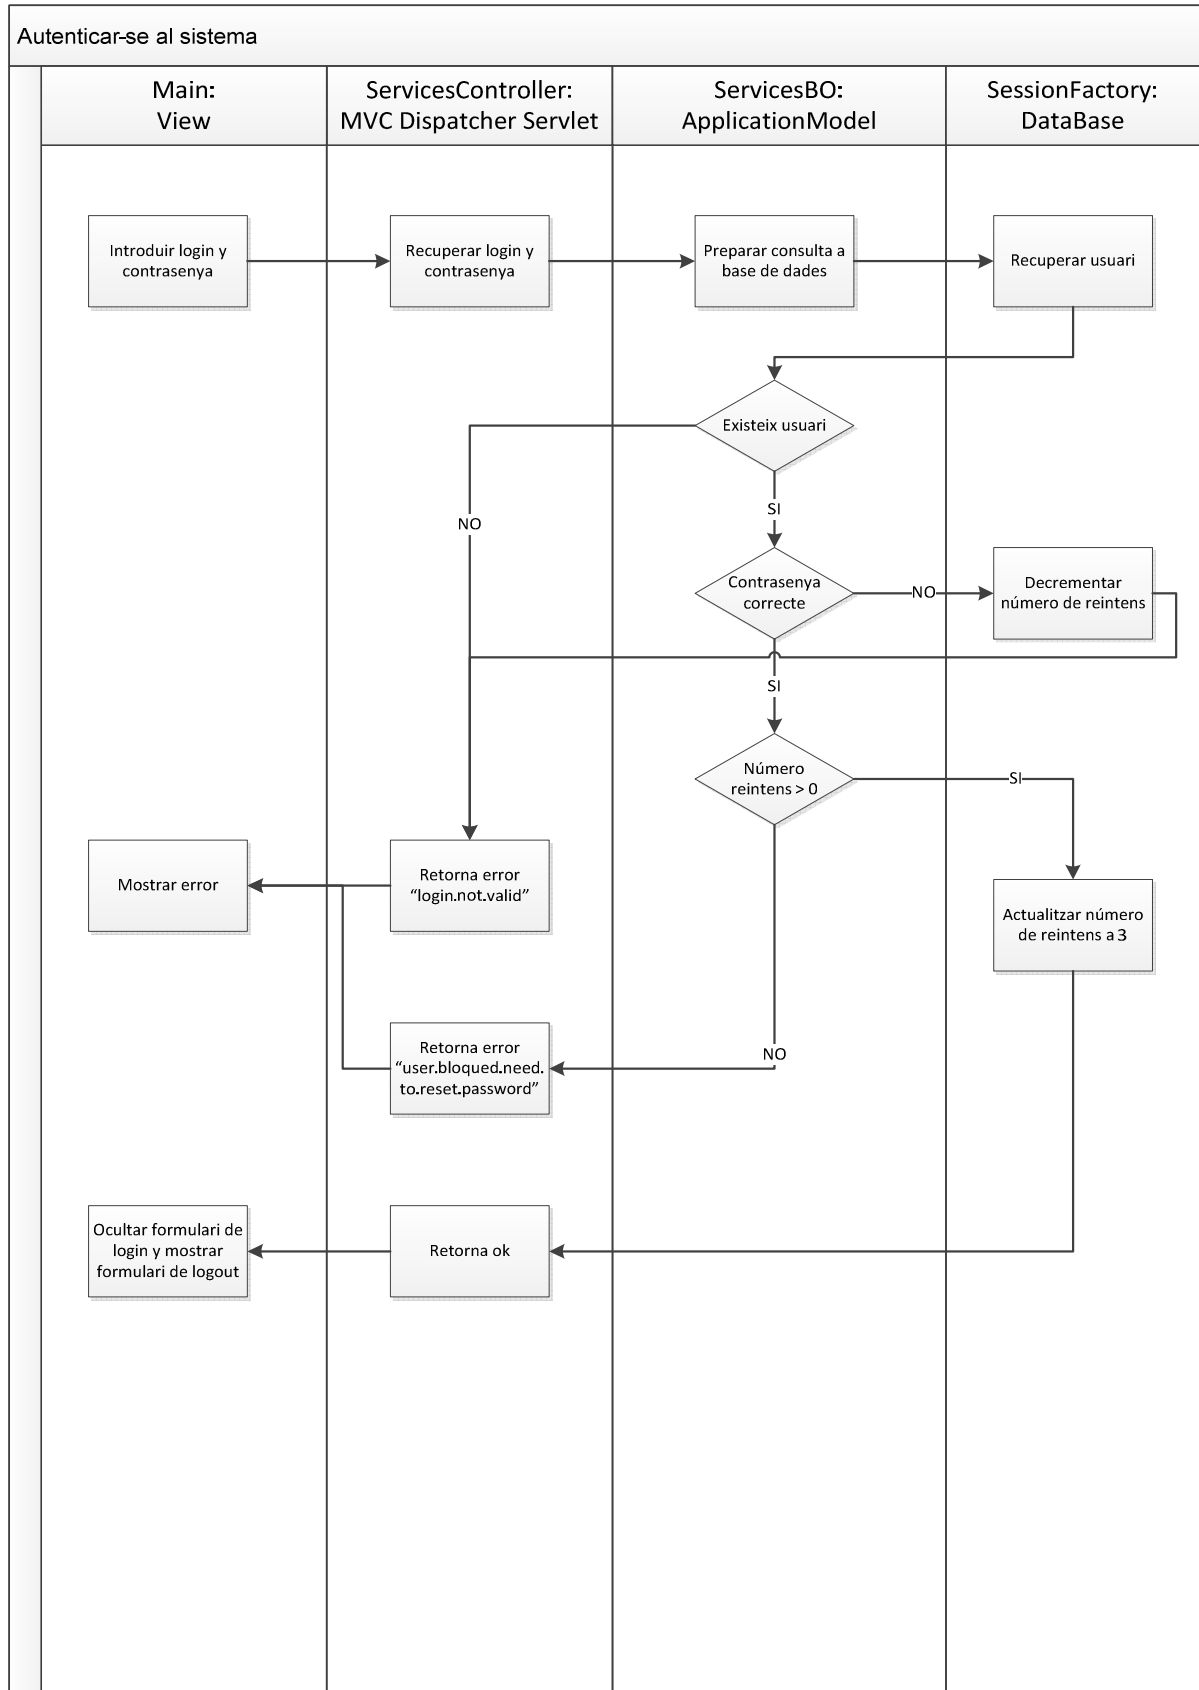 Autenticar-se al sistema
Main:
View
ServicesController:
MVC Dispatcher Servlet
ServicesBO:
ApplicationModel
SessionFactory:
DataBase
Introduir login y
contrasenya
Recuperar login y
contrasenya
Preparar consulta a
base de dades
Recuperar usuari
Existeix usuari
SI
NO
Contrasenya
correcte
NO
Decrementar
número de reintens
SI
Número
reintens > 0
SI
Mostrar error
Retorna error
“login.not.valid”
Actualitzar número
de reintens a 3
Retorna error
“user.bloqued.need.
to.reset.password”
NO
Ocultar formulari de
login y mostrar
formulari de logout
Retorna ok